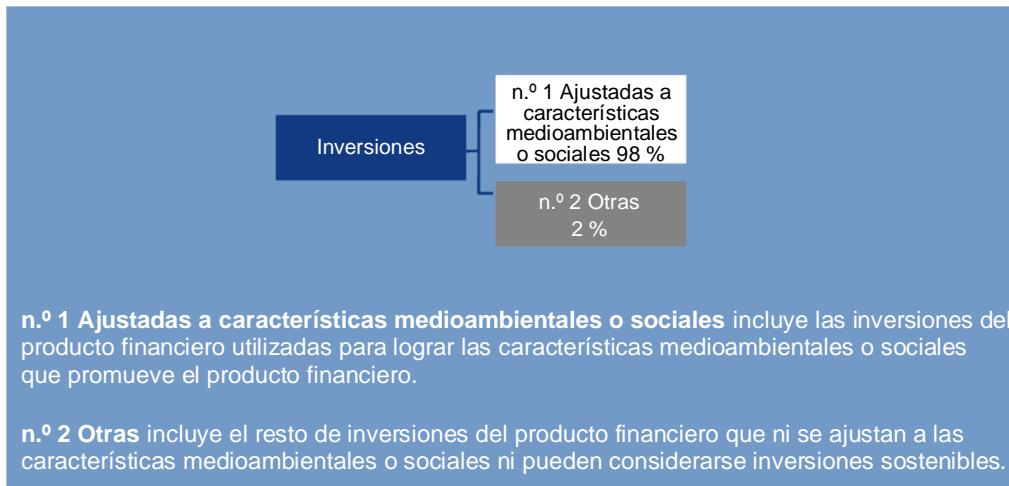 Inversiones
n.º 1 Ajustadas a
características
medioambientales
o sociales 98 %
n.º 2 Otras
2 %
n.º 1 Ajustadas a características medioambientales o sociales incluye las inversiones del
producto financiero utilizadas para lograr las características medioambientales o sociales
que promueve el producto financiero.
n.º 2 Otras incluye el resto de inversiones del producto financiero que ni se ajustan a las
características medioambientales o sociales ni pueden considerarse inversiones sostenibles.